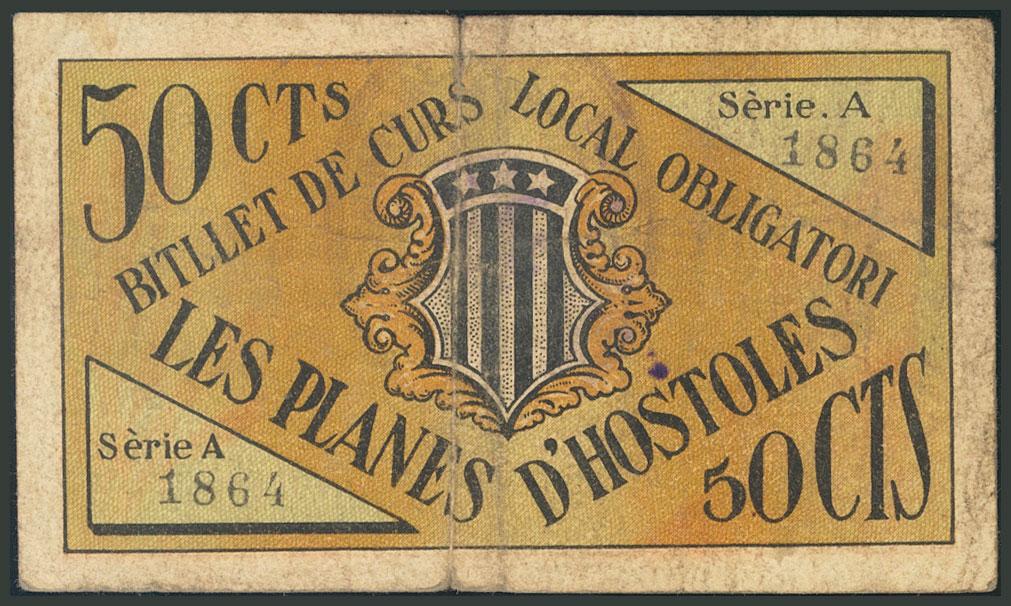 50 CTS
Sèrie. A
1864
BITLLET DE CURS LOCAL OBLIGATORI
LES PLANES D'HOSTOLES
Sèrie A
1864
50 CTS